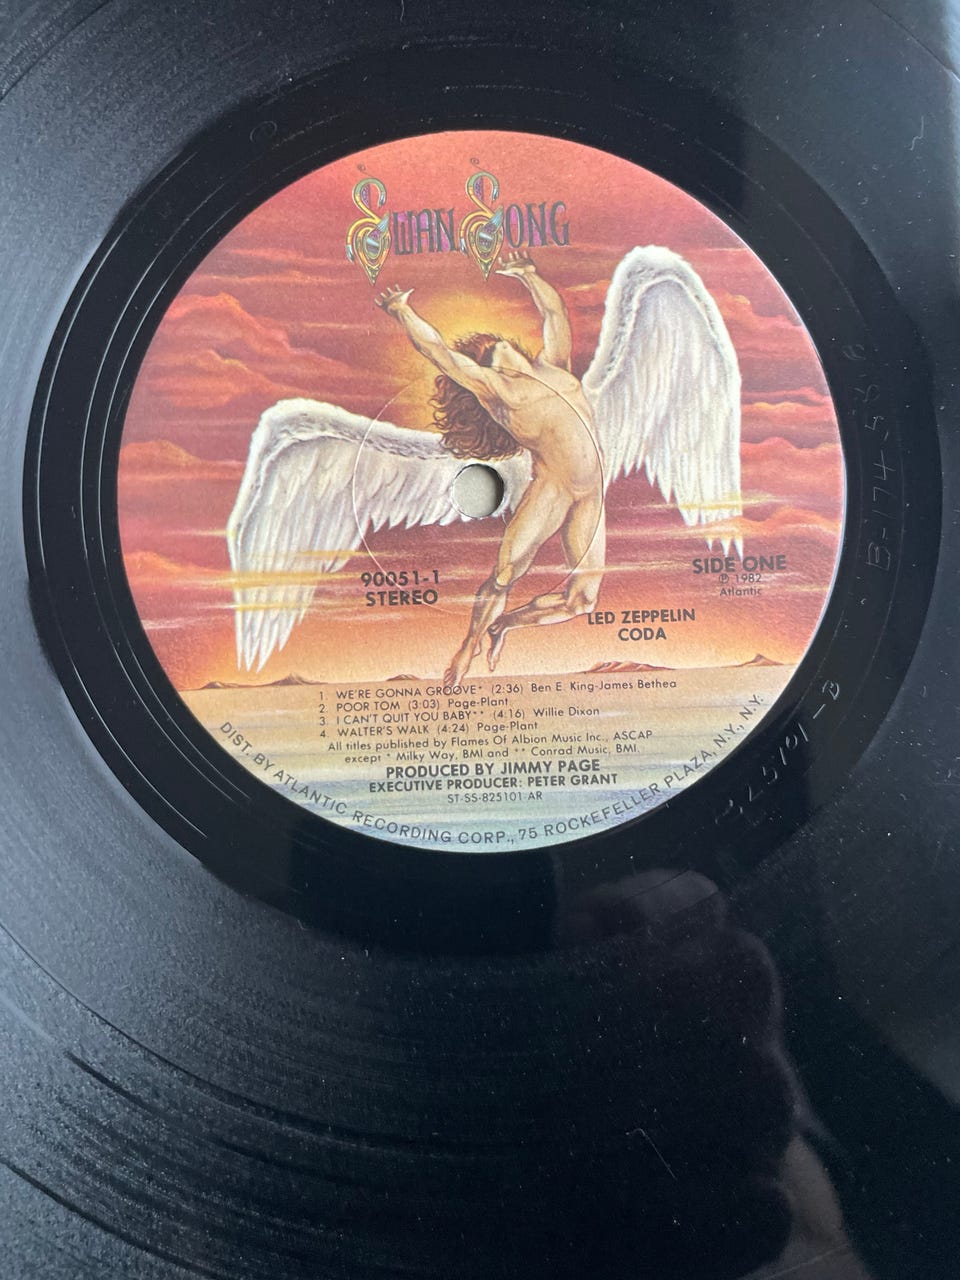 SWAN SONG
90051-1
STEREO
SIDE ONE
℗ 1982
Atlantic
LED ZEPPELIN
CODA
1. WE'RE GONNA GROOVE* (2:36) Ben E. King-James Bethea
2. POOR TOM (3:03) Page-Plant
3. I CAN'T QUIT YOU BABY** (4:16) Willie Dixon
4. WALTER'S WALK (4:24) Page-Plant
All titles published by Flames Of Albion Music Inc., ASCAP
except * Milky Way, BMI and ** Conrad Music, BMI.
PRODUCED BY JIMMY PAGE
EXECUTIVE PRODUCER: PETER GRANT
ST-SS-825101-AR
DIST. BY ATLANTIC RECORDING CORP., 75 ROCKEFELLER PLAZA, N.Y., N.Y.